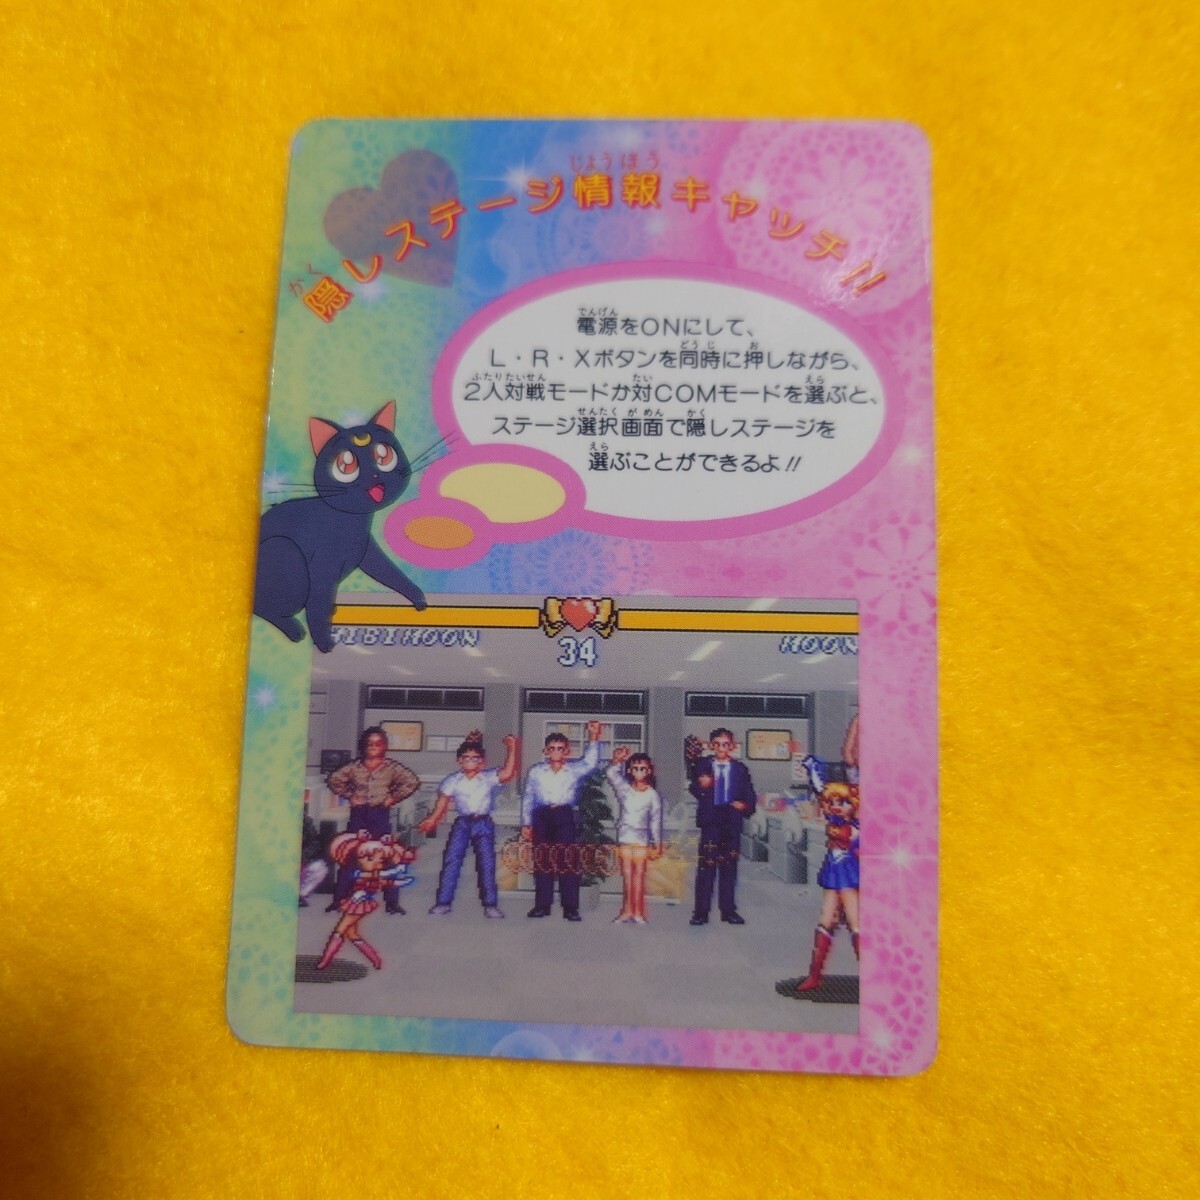 隠しステージ情報キャッチ!!
電源をONにして、
L・R・Xボタンを同時に押しながら、
2人対戦モードか対COMモードを選ぶと、
ステージ選択画面で隠しステージを
選ぶことができるよ!!
HIBIMOON
34
MOON